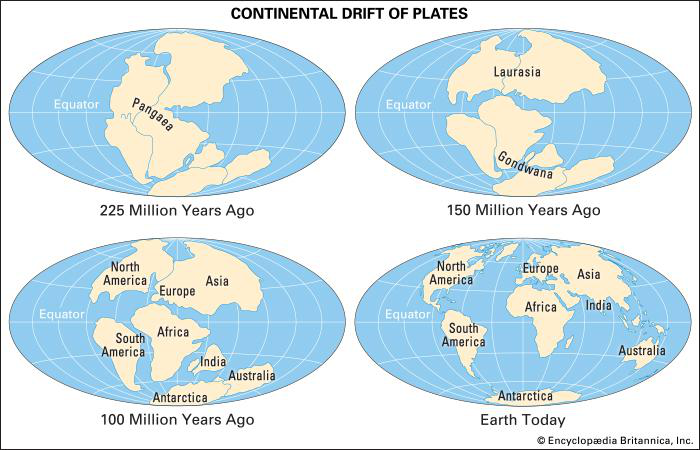 CONTINENTAL DRIFT OF PLATES
Equator
Pangaea
225 Million Years Ago
Laurasia
Equator
Gondwana
150 Million Years Ago
North
America
Europe
Asia
Equator
South
America
Africa
India
Australia
Antarctica
100 Million Years Ago
North
America
Europe
Asia
India
Equator
Africa
South
America
Australia
Antarctica
Earth Today
© Encyclopædia Britannica, Inc.